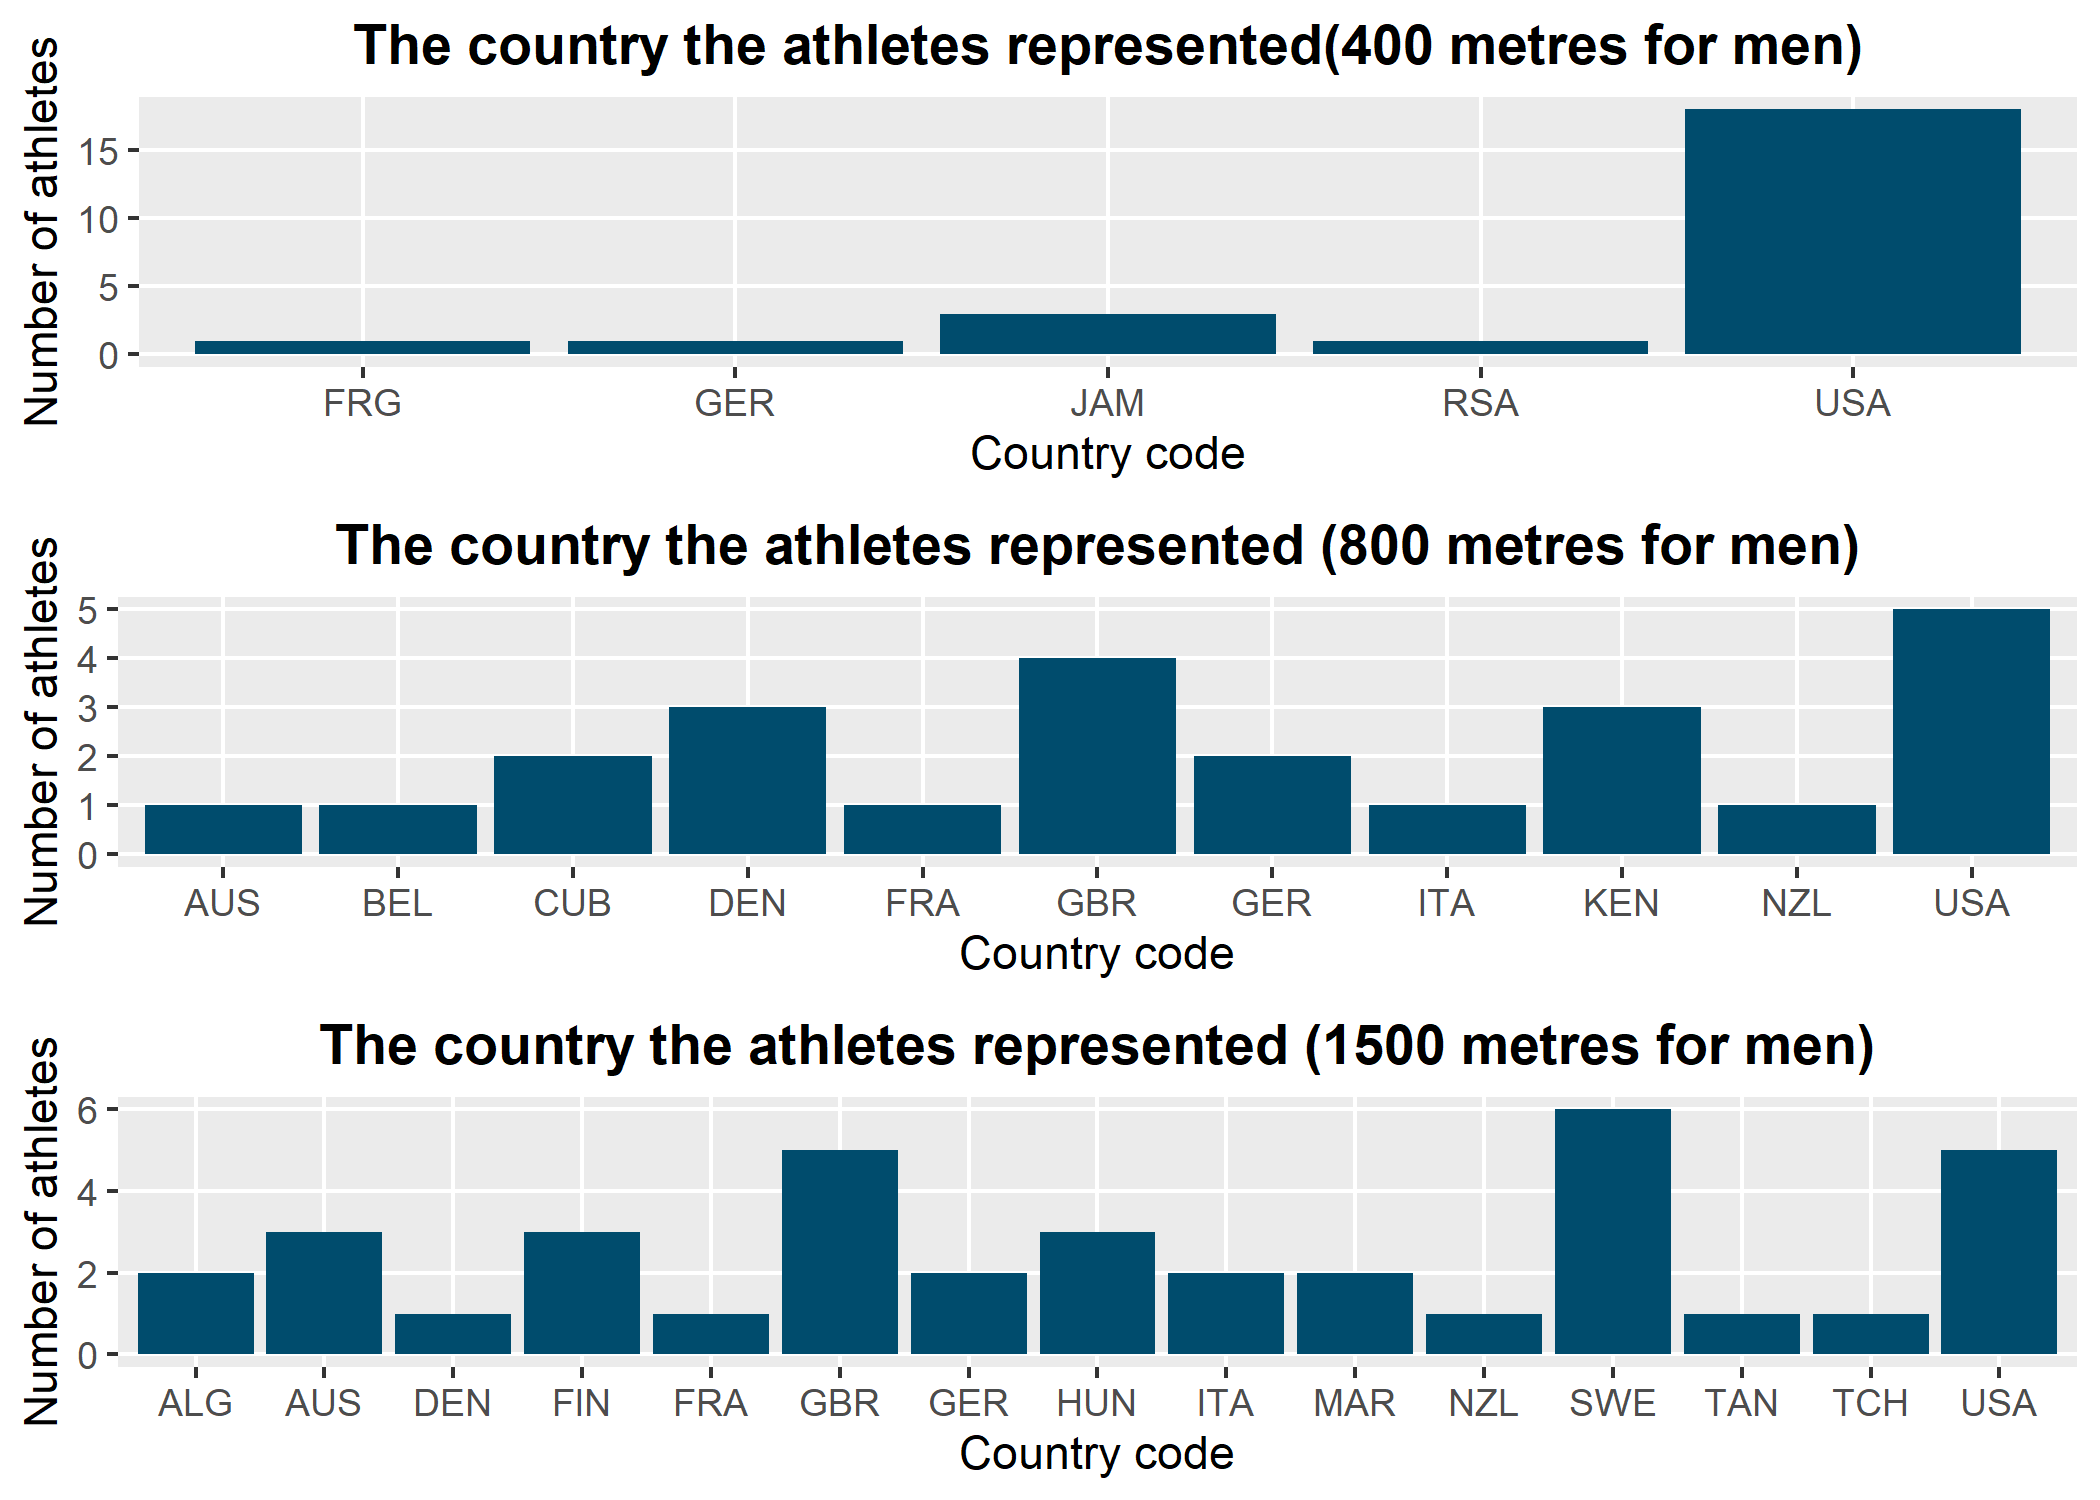 The country the athletes represented(400 metres for men)
Number of athletes
15
10
5
0
FRG GER JAM RSA USA
Country code
The country the athletes represented (800 metres for men)
Number of athletes
5
4
3
2
1
0
AUS BEL CUB DEN FRA GBR GER ITA KEN NZL USA
Country code
The country the athletes represented (1500 metres for men)
Number of athletes
6
4
2
0
ALG AUS DEN FIN FRA GBR GER HUN ITA MAR NZL SWE TAN TCH USA
Country code